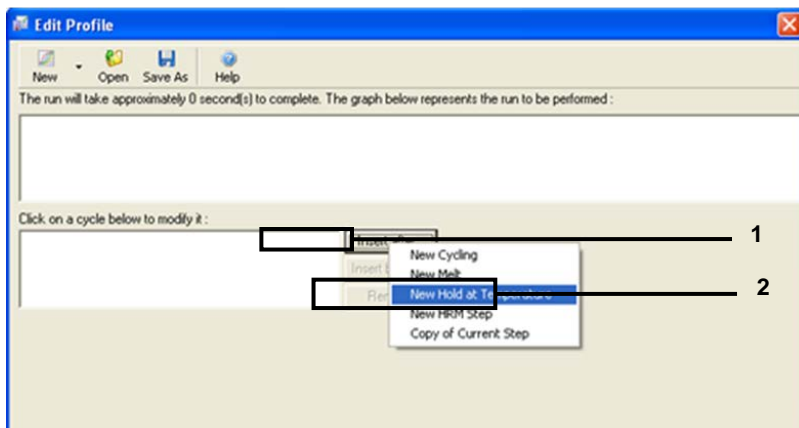 Edit Profile
New Open Save As Help
The run will take approximately 0 second(s) to complete. The graph below represents the run to be performed :
Click on a cycle below to modify it :
1
New Cycling
Insert
New Melt
2
New Hold at Temperature
New HRM Step
Copy of Current Step